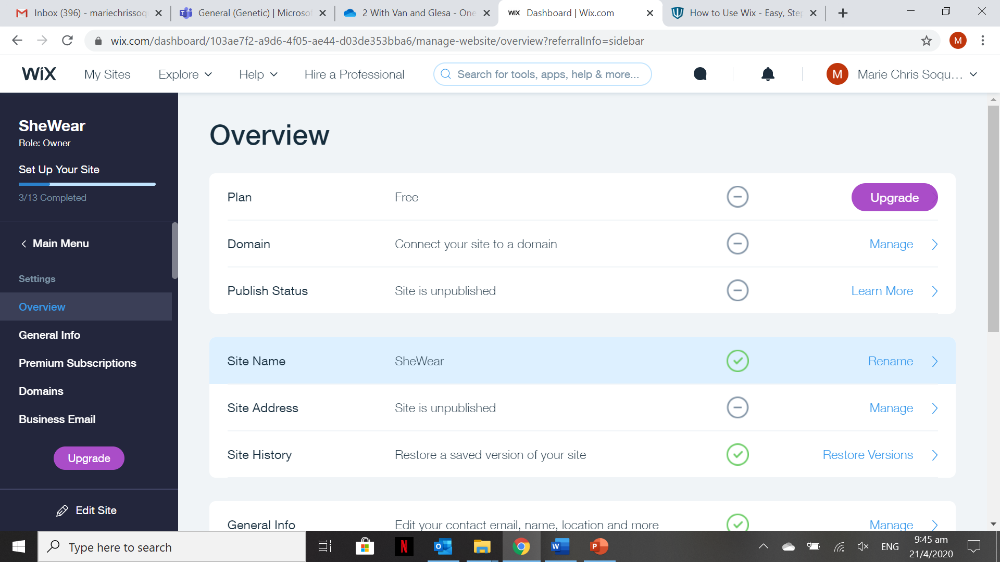 Inbox (396) - mariechrissoq
General (Genetic) | Microsof
2 With Van and Glesa - One
WiX Dashboard | Wix.com
How to Use Wix - Easy, Step
wix.com/dashboard/103ae7f2-a9d6-4f05-ae44-d03de353bba6/manage-website/overview?referralInfo=sidebar
M
WiX My Sites Explore Help Hire a Professional Search for tools, apps, help & more... M Marie Chris Soqu...
SheWear
Role: Owner
Set Up Your Site
3/13 Completed
Main Menu
Settings
Overview
General Info
Premium Subscriptions
Domains
Business Email
Upgrade
Edit Site
Overview
Plan Free Upgrade
Domain Connect your site to a domain Manage
Publish Status Site is unpublished Learn More
Site Name SheWear Rename
Site Address Site is unpublished Manage
Site History Restore a saved version of your site Restore Versions
General Info Edit your contact email, name, location and more Manage
Type here to search
N
O
W
P
ENG
9:45 am
21/4/2020